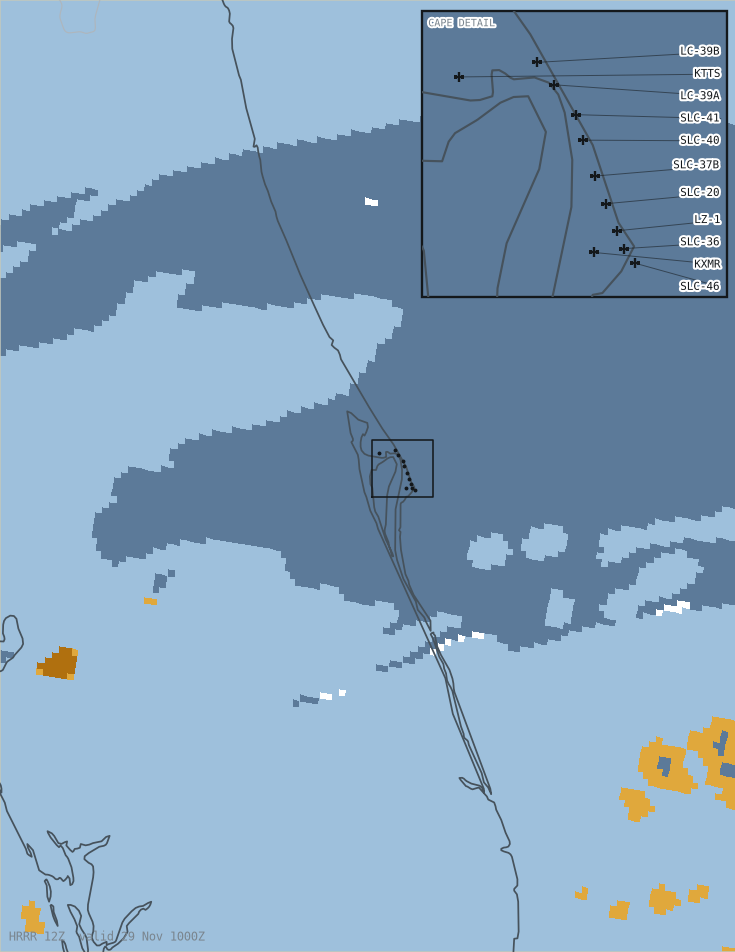 CAPE DETAIL
LC-39B
KTTS
LC-39A
SLC-41
SLC-40
SLC-37B
SLC-20
LZ-1
SLC-36
KXMR
SLC-46
HRRR 12Z  valid 29 Nov 1000Z